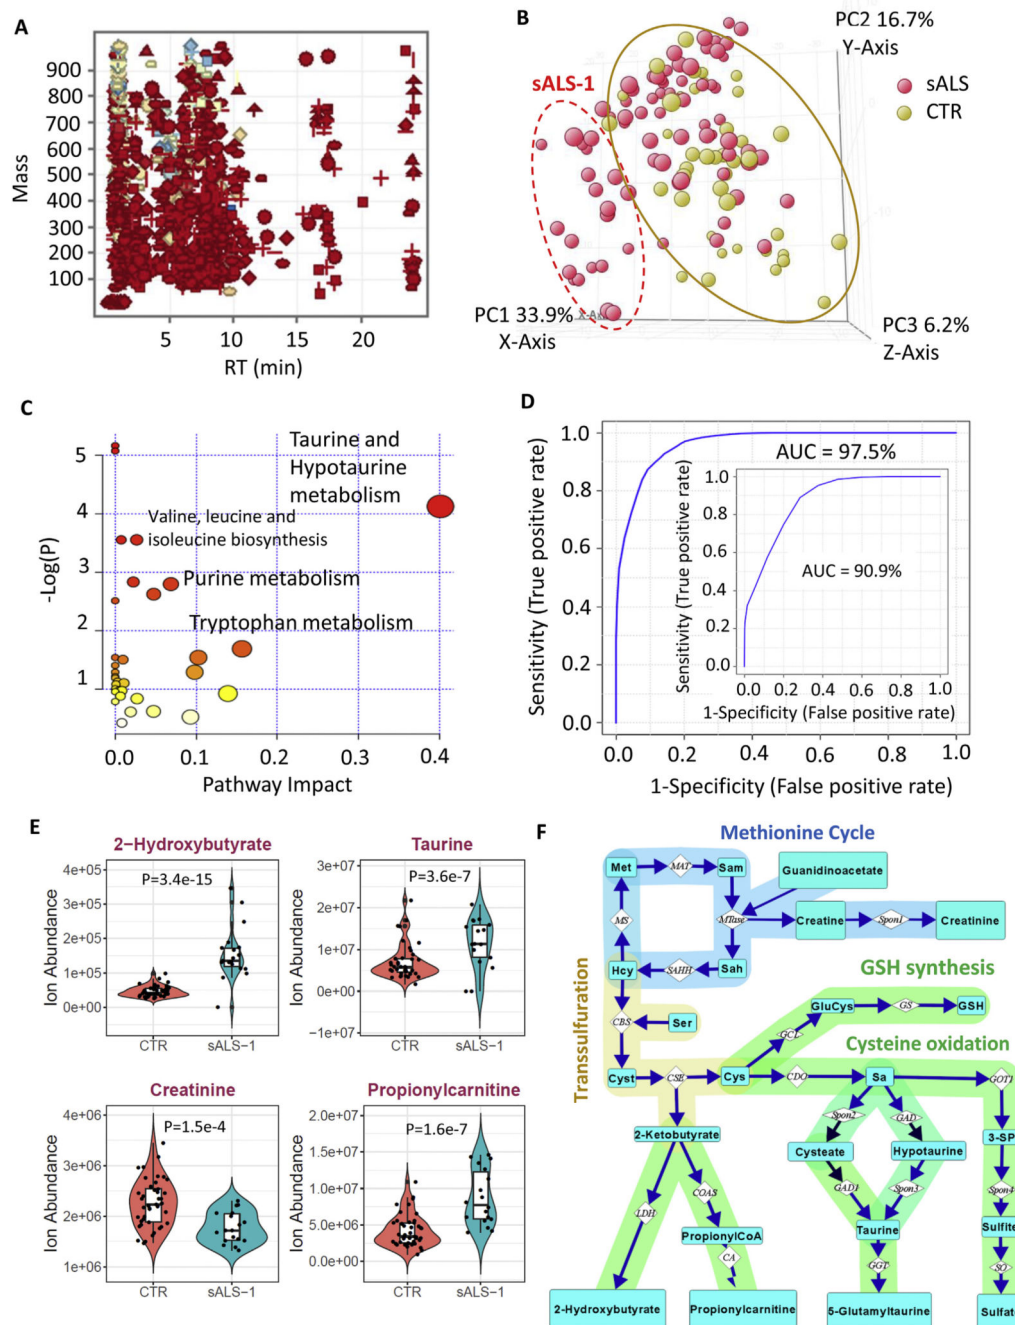 A
Mass
900
800
700
600
500
400
300
200
100
5 10 15 20
RT (min)
B
PC2 16.7%
Y-Axis
sALS-1
sALS
CTR
PC1 33.9%
X-Axis
X-Axis
PC3 6.2%
Z-Axis
C
-Log(P)
5
4
3
2
1
Taurine and
Hypotaurine
metabolism
Valine, leucine and
isoleucine biosynthesis
Purine metabolism
Tryptophan metabolism
0.0 0.1 0.2 0.3 0.4
Pathway Impact
D
Sensitivity (True positive rate)
1.0
0.8
0.6
0.4
0.2
0.0
AUC = 97.5%
Sensitivity (True positive rate)
1.0
0.8
0.6
0.4
0.2
0.0
AUC = 90.9%
0.0 0.2 0.4 0.6 0.8 1.0
1-Specificity (False positive rate)
0.0 0.2 0.4 0.6 0.8 1.0
1-Specificity (False positive rate)
E
2−Hydroxybutyrate
Ion Abundance
4e+05
3e+05
2e+05
1e+05
0e+00
P=3.4e-15
CTR sALS−1
Taurine
Ion Abundance
3e+07
2e+07
1e+07
0e+00
−1e+07
P=3.6e-7
CTR sALS−1
Creatinine
Ion Abundance
4e+06
3e+06
2e+06
1e+06
P=1.5e-4
CTR sALS−1
Propionylcarnitine
Ion Abundance
2.0e+07
1.5e+07
1.0e+07
5.0e+06
0.0e+00
P=1.6e-7
CTR sALS−1
F
Methionine Cycle
Met MAT Sam Guanidinoacetate
MS MTase Creatine Spon1 Creatinine
Hcy SAHH Sah
GSH synthesis
Transsulfuration
CBS Ser
GluCys GS GSH
GCL
Cysteine oxidation
Cyst CSE Cys CDO Sa GOT1
2-Ketobutyrate
Spon2 GAD 3-SP
Cysteate Hypotaurine
LDH COAS GAD1 Spon3 Spon4
PropionylCoA Taurine Sulfite
CA GGT SO
2-Hydroxybutyrate Propionylcarnitine 5-Glutamyltaurine Sulfate